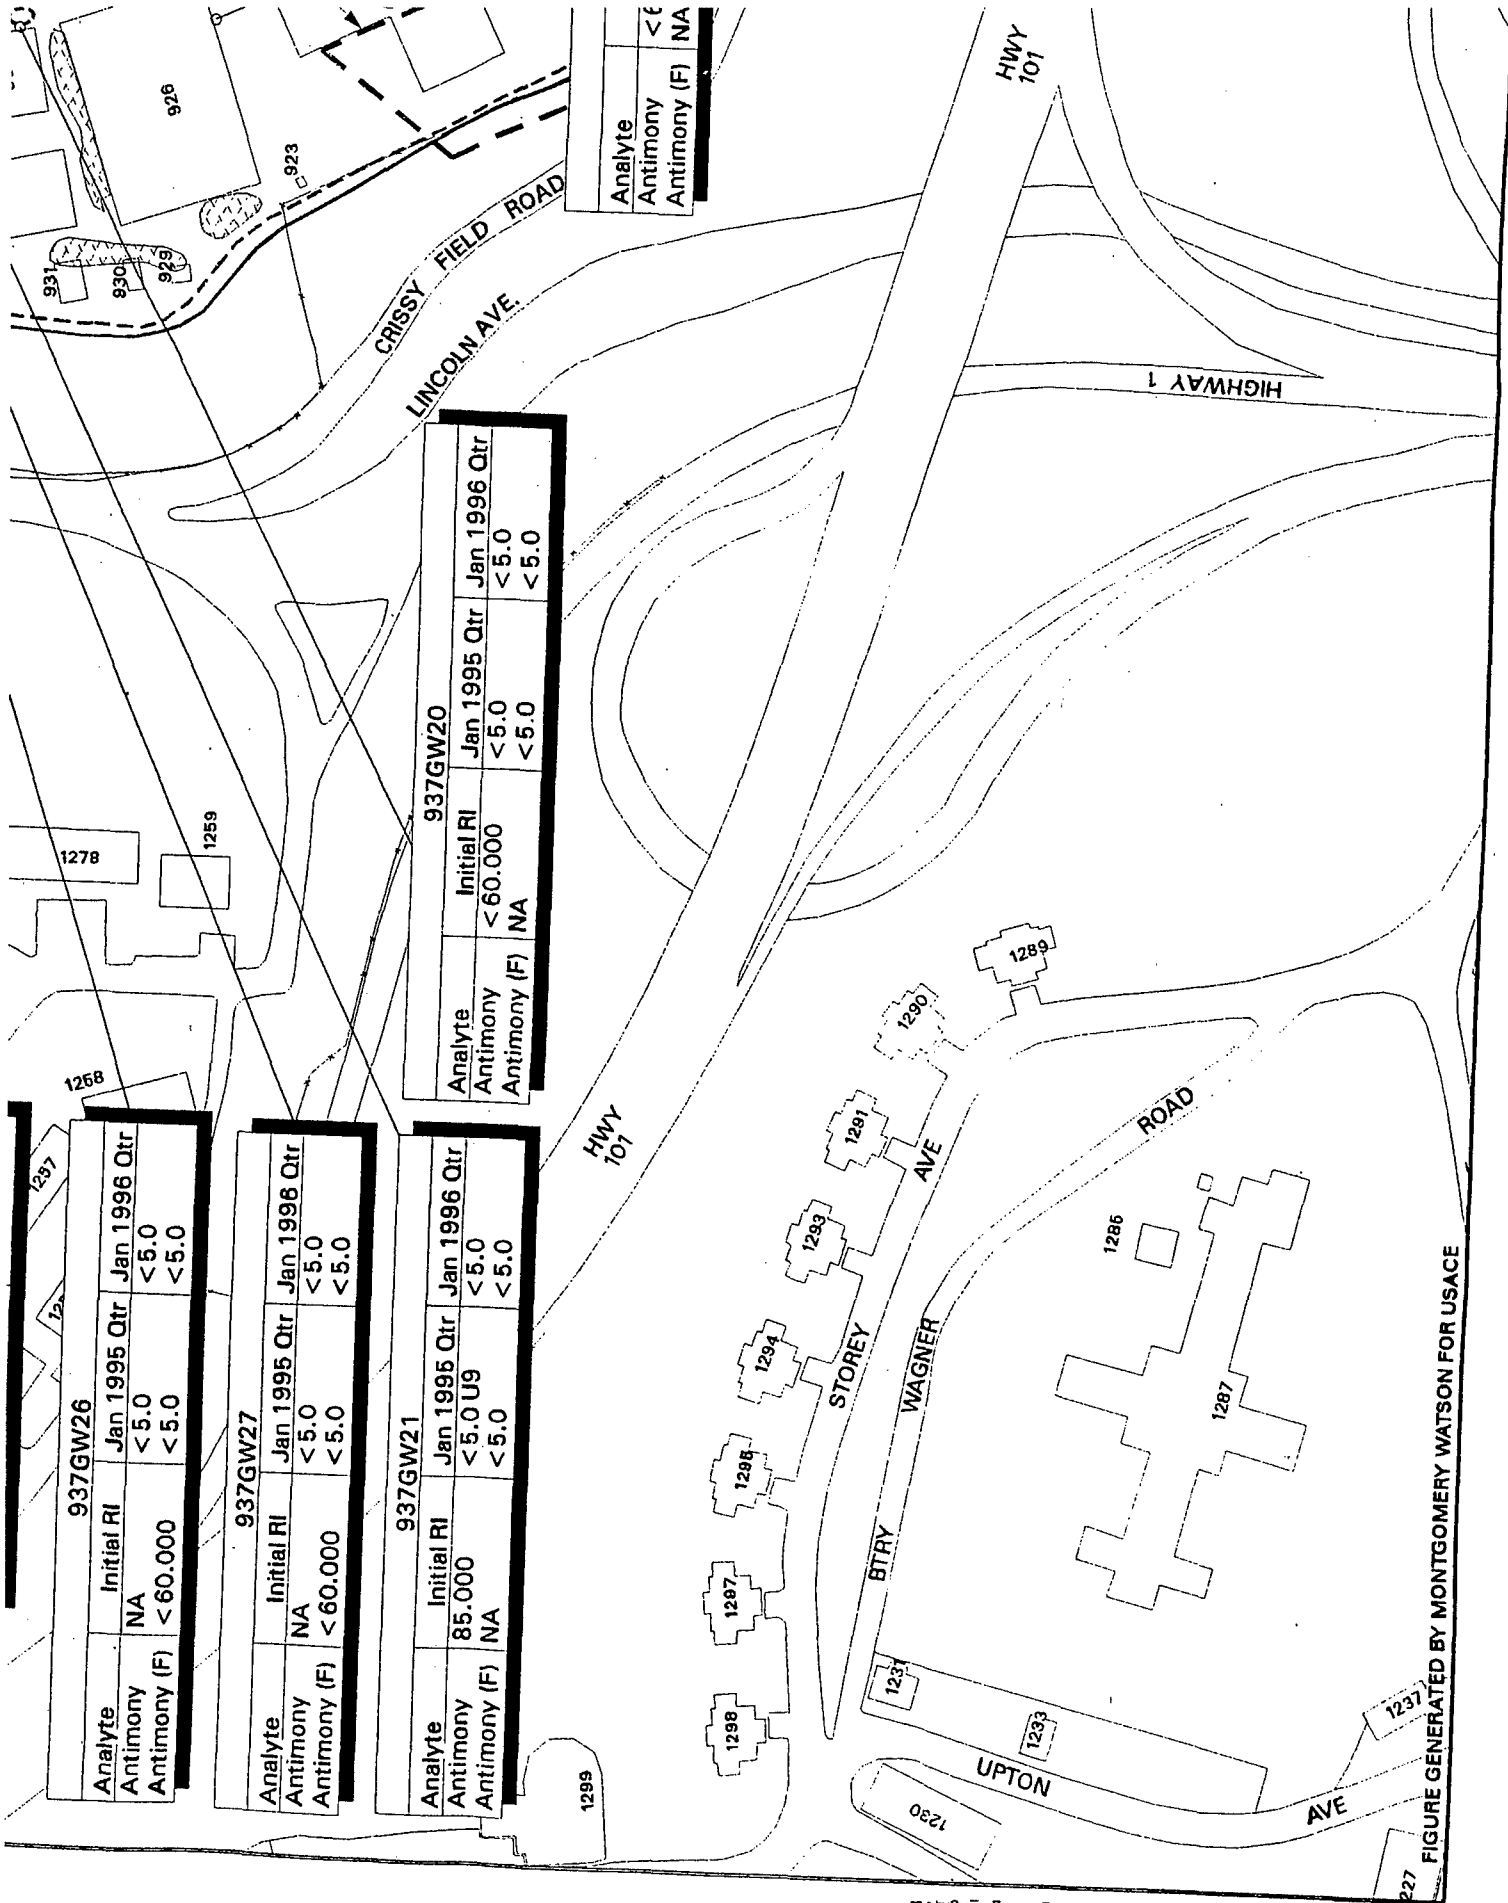 937GW26
Analyte Initial RI Jan 1995 Qtr Jan 1996 Qtr
Antimony NA <5.0 <5.0
Antimony (F) <60.000 <5.0 <5.0
937GW27
Analyte Initial RI Jan 1995 Qtr Jan 1996 Qtr
Antimony NA <5.0 <5.0
Antimony (F) <60.000 <5.0 <5.0
937GW21
Analyte Initial RI Jan 1995 Qtr Jan 1996 Qtr
Antimony 85.000 <5.0 U9 <5.0
Antimony (F) NA <5.0 <5.0
937GW20
Analyte Initial RI Jan 1995 Qtr Jan 1996 Qtr
Antimony <60.000 <5.0 <5.0
Antimony (F) NA <5.0 <5.0
Analyte
Antimony
Antimony (F) NA
926
923
931
930
929
CRISSY FIELD ROAD
LINCOLN AVE.
HWY
101
HIGHWAY 1
1278
1259
1258
1257
HWY
101
1289
1290
1291
1293
1294
1295
1297
1298
1299
STOREY AVE
BTRY WAGNER ROAD
1286
1287
1231
1233
1230
1237
UPTON AVE
FIGURE GENERATED BY MONTGOMERY WATSON FOR USACE